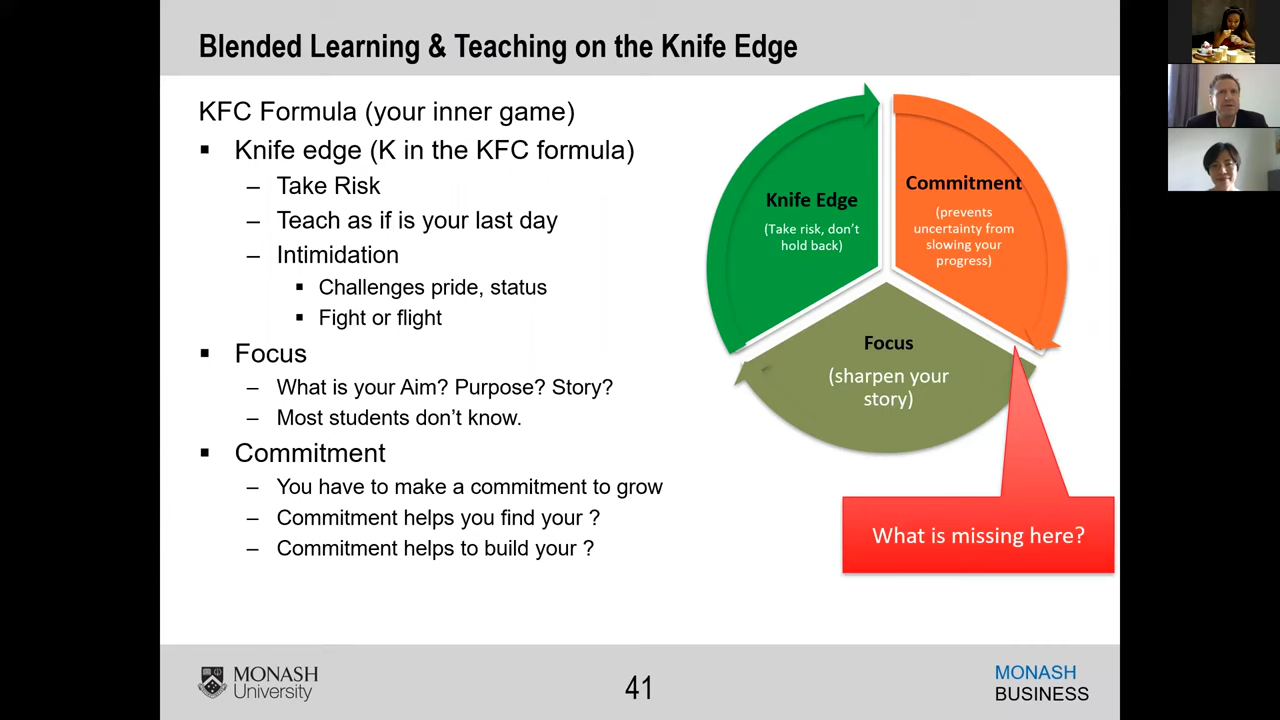 Blended Learning & Teaching on the Knife Edge
KFC Formula (your inner game)
Knife edge (K in the KFC formula)
Take Risk
Teach as if is your last day
Intimidation
Challenges pride, status
Fight or flight
Focus
What is your Aim? Purpose? Story?
Most students don't know.
Commitment
You have to make a commitment to grow
Commitment helps you find your ?
Commitment helps to build your ?
Knife Edge
(Take risk, don't
hold back)
Commitment
(prevents
uncertainty from
slowing your
progress)
Focus
(sharpen your
story)
What is missing here?
MONASH
University
41
MONASH
BUSINESS